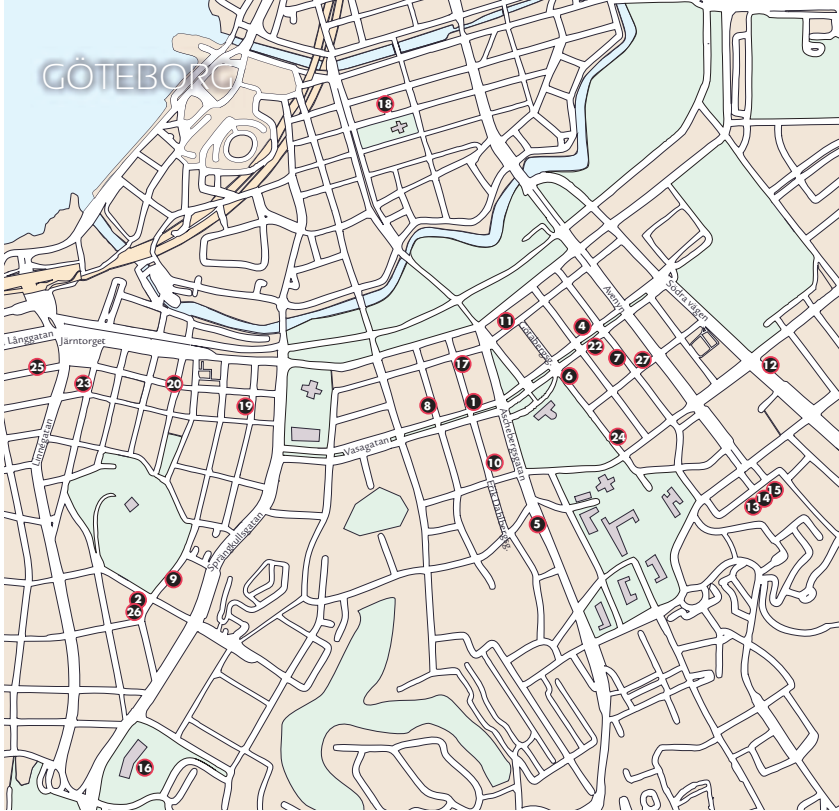 GÖTEBORG
18
11
4
Avenyn
Södra vägen
Götabergsg.
. Långgatan
Järntorget
22
7
27
12
25
23
20
17
6
19
8
1
Linnégatan
Vasagatan
Aschebergsgatan
24
10
Erik Dahlbergsg.
15
14
13
5
Sprängkullsgatan
9
2
26
16